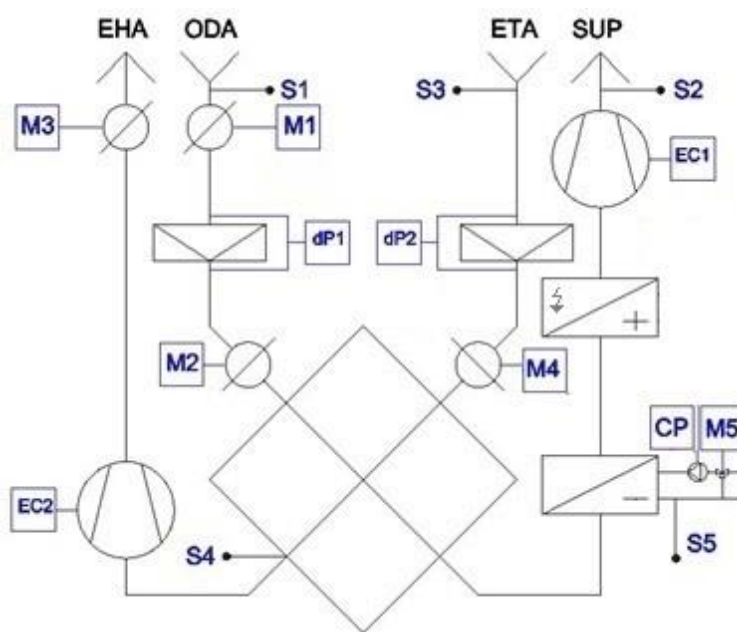 EHA ODA ETA SUP
S1 S3 S2
M3 M1 EC1
dP1 dP2
M2 M4
CP M5
EC2
S4 S5